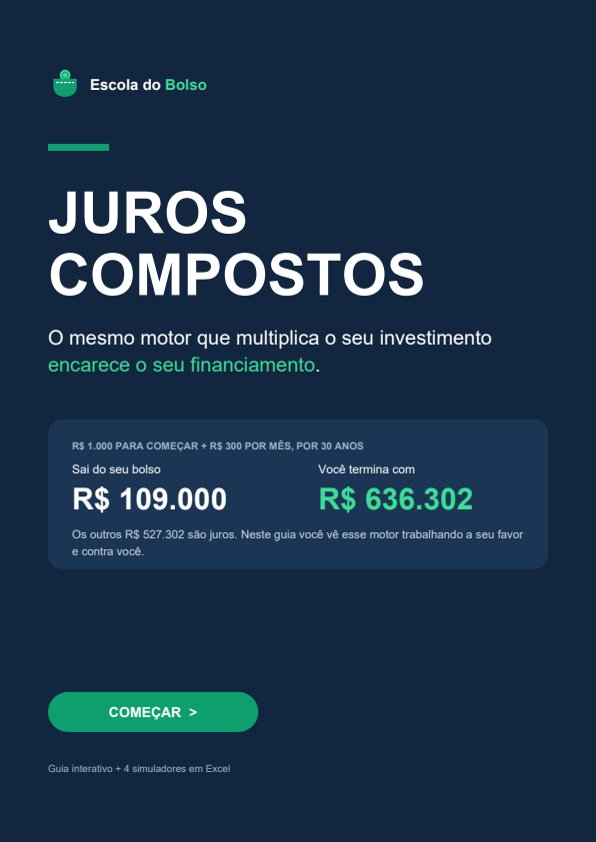 Escola do Bolso
JUROS
COMPOSTOS
O mesmo motor que multiplica o seu investimento
encarece o seu financiamento.
R$ 1.000 PARA COMEÇAR + R$ 300 POR MÊS, POR 30 ANOS
Sai do seu bolso
R$ 109.000
Você termina com
R$ 636.302
Os outros R$ 527.302 são juros. Neste guia você vê esse motor trabalhando a seu favor
e contra você.
COMEÇAR >
Guia interativo + 4 simuladores em Excel